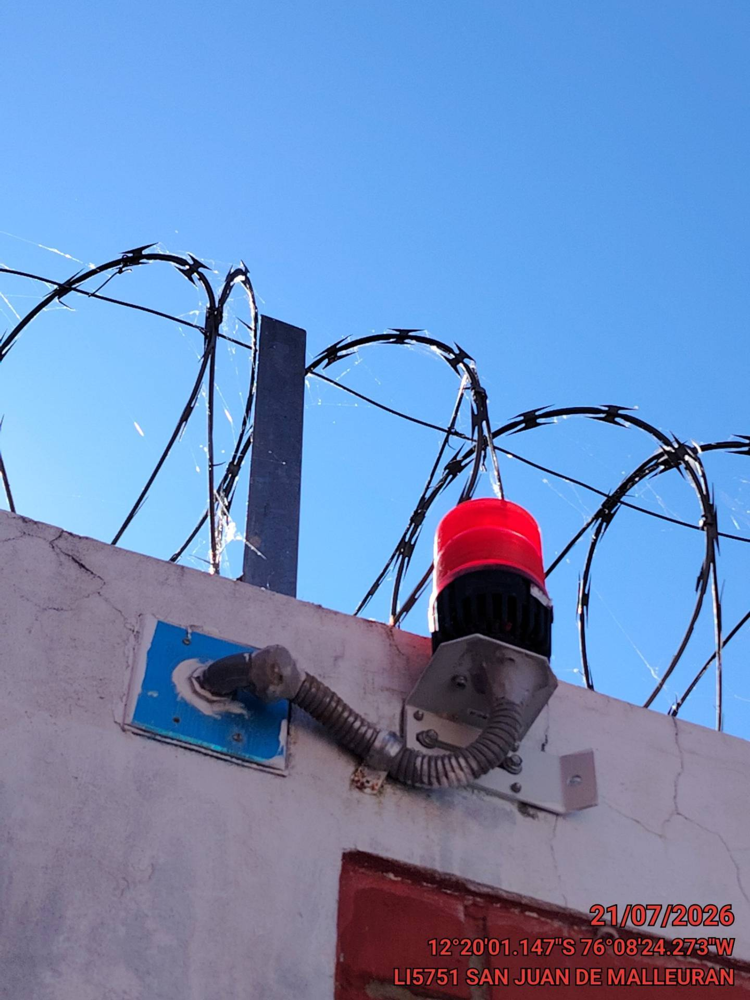 21/07/2026
12°20'01.147"S 76°08'24.273"W
LI5751 SAN JUAN DE MALLEURAN